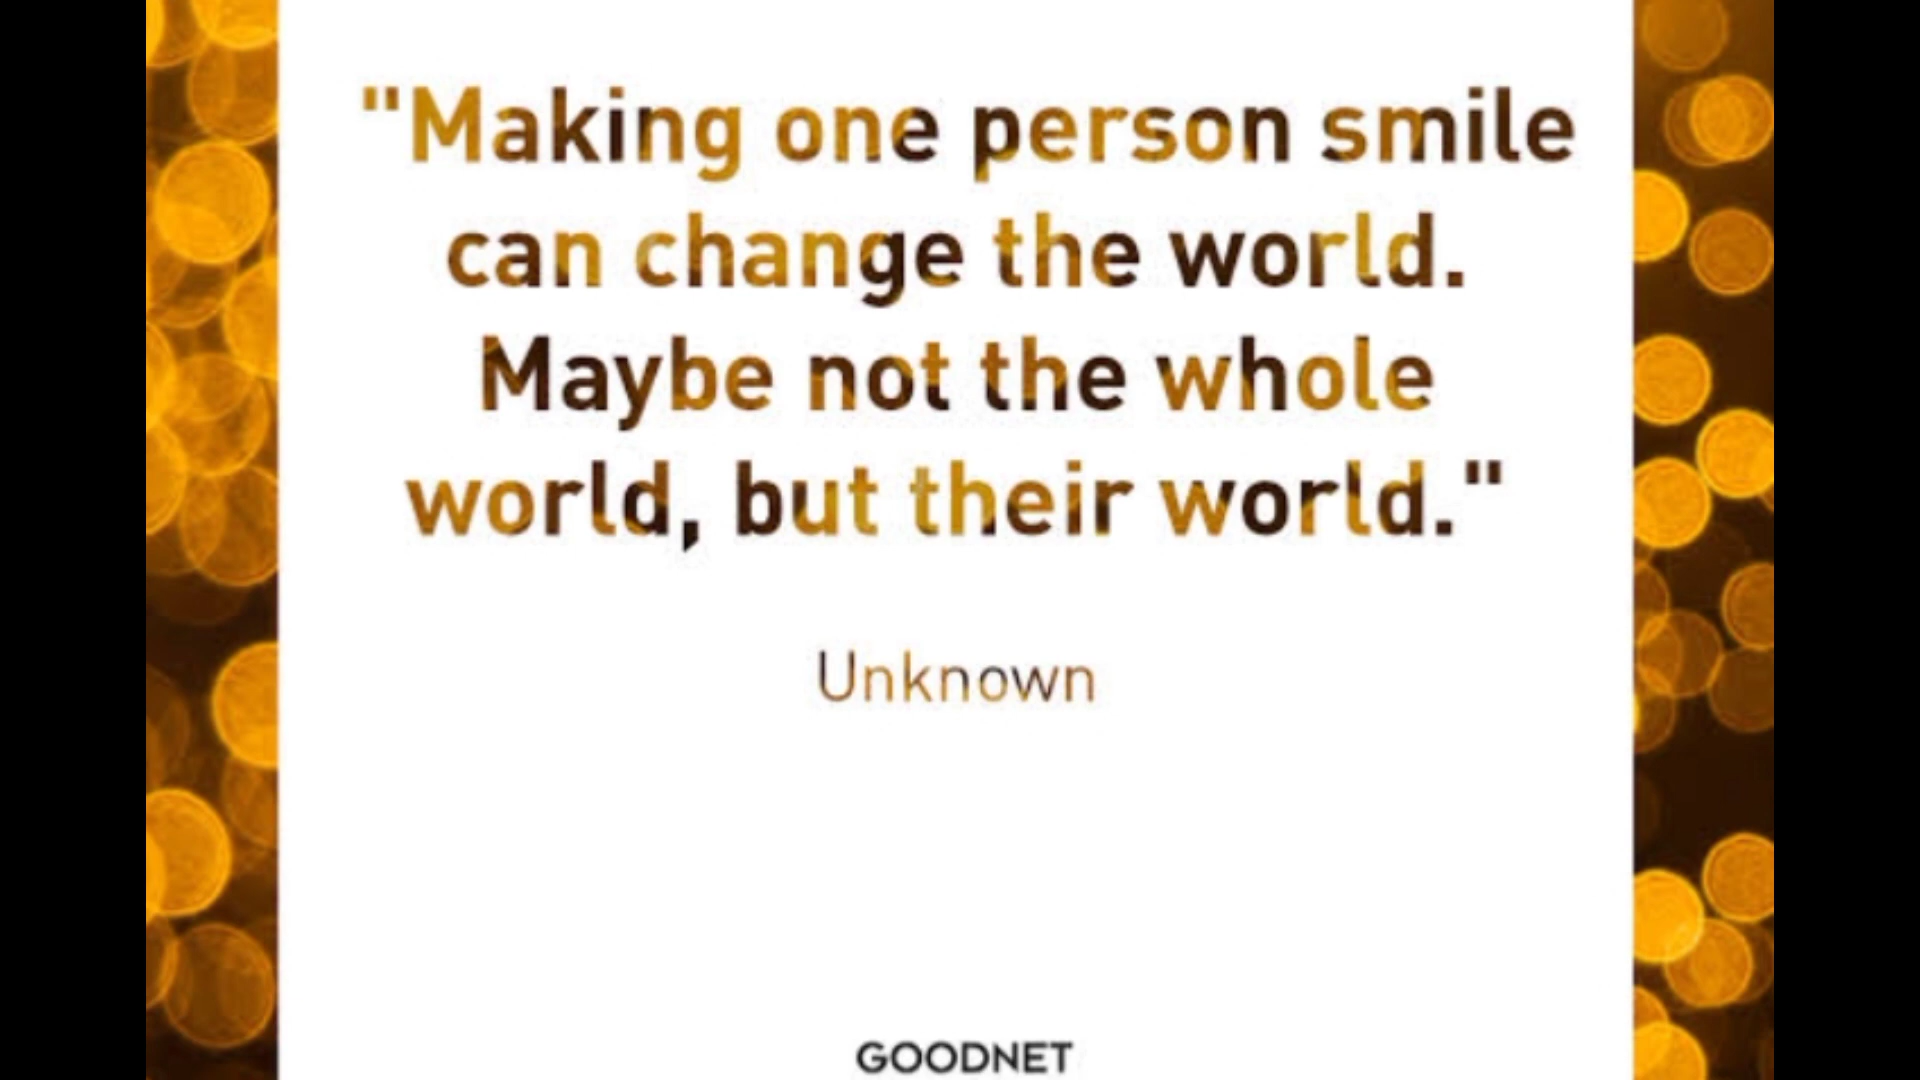 "Making one person smile
can change the world.
Maybe not the whole
world, but their world."
Unknown
GOODNET